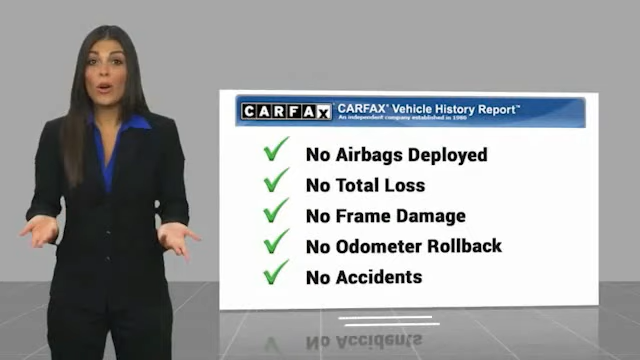 CARFAX CARFAX® Vehicle History Report™
An independent company established in 1986
No Airbags Deployed
No Total Loss
No Frame Damage
No Odometer Rollback
No Accidents